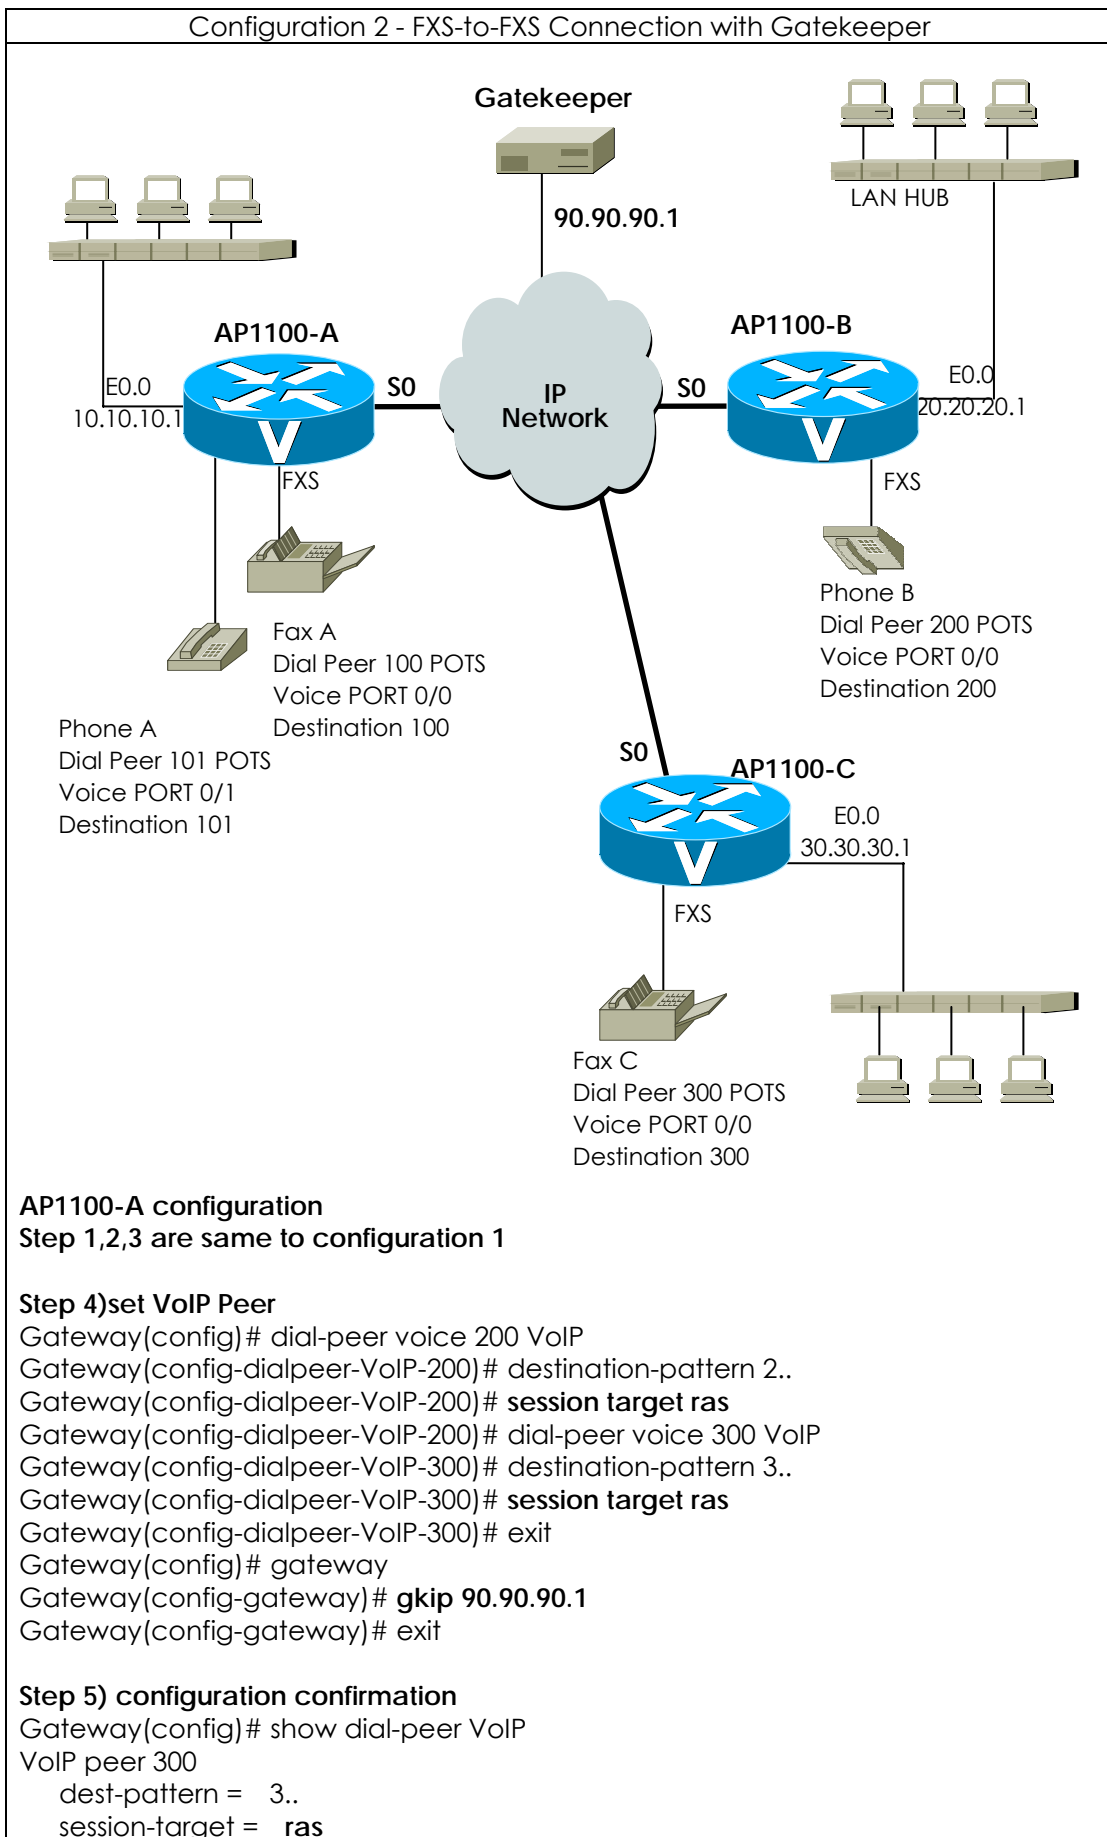 Configuration 2 - FXS-to-FXS Connection with Gatekeeper
Gatekeeper
90.90.90.1
LAN HUB
AP1100-A
AP1100-B
E0.0
10.10.10.1
S0
IP
Network
S0
E0.0
20.20.20.1
V
V
FXS
FXS
Fax A
Dial Peer 100 POTS
Voice PORT 0/0
Destination 100
Phone B
Dial Peer 200 POTS
Voice PORT 0/0
Destination 200
Phone A
Dial Peer 101 POTS
Voice PORT 0/1
Destination 101
S0
AP1100-C
E0.0
30.30.30.1
V
FXS
Fax C
Dial Peer 300 POTS
Voice PORT 0/0
Destination 300
AP1100-A configuration
Step 1,2,3 are same to configuration 1
Step 4)set VoIP Peer
Gateway(config)# dial-peer voice 200 VoIP
Gateway(config-dialpeer-VoIP-200)# destination-pattern 2..
Gateway(config-dialpeer-VoIP-200)# session target ras
Gateway(config-dialpeer-VoIP-200)# dial-peer voice 300 VoIP
Gateway(config-dialpeer-VoIP-300)# destination-pattern 3..
Gateway(config-dialpeer-VoIP-300)# session target ras
Gateway(config-dialpeer-VoIP-300)# exit
Gateway(config)# gateway
Gateway(config-gateway)# gkip 90.90.90.1
Gateway(config-gateway)# exit
Step 5) configuration confirmation
Gateway(config)# show dial-peer VoIP
VoIP peer 300
dest-pattern = 3..
session-target = ras